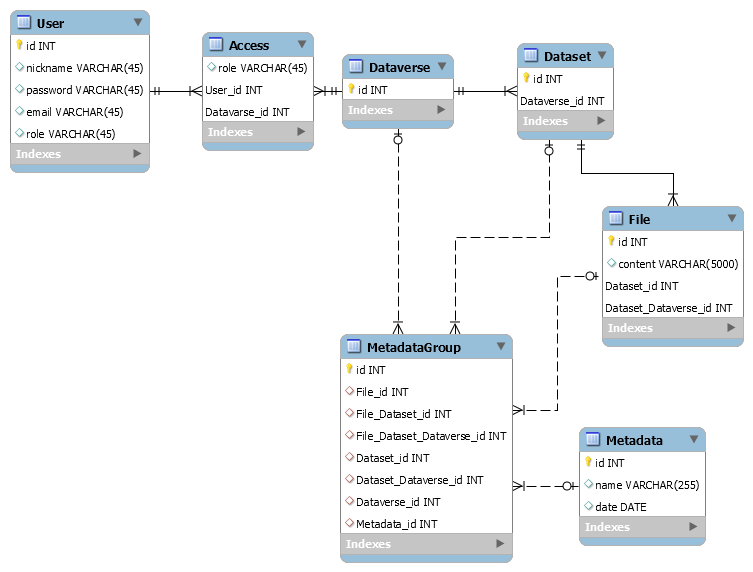 User
id INT
nickname VARCHAR(45)
password VARCHAR(45)
email VARCHAR(45)
role VARCHAR(45)
Indexes
Access
role VARCHAR(45)
User_id INT
Datavarse_id INT
Indexes
Dataverse
id INT
Indexes
Dataset
id INT
Dataverse_id INT
Indexes
File
id INT
content VARCHAR(5000)
Dataset_id INT
Dataset_Dataverse_id INT
Indexes
MetadataGroup
id INT
File_id INT
File_Dataset_id INT
File_Dataset_Dataverse_id INT
Dataset_id INT
Dataset_Dataverse_id INT
Dataverse_id INT
Metadata_id INT
Indexes
Metadata
id INT
name VARCHAR(255)
date DATE
Indexes